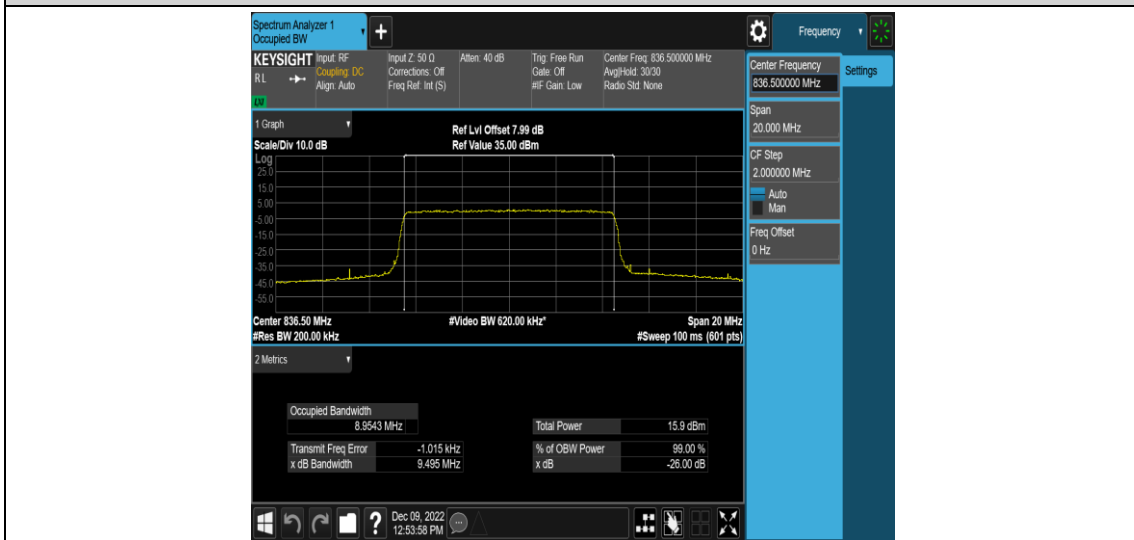 Spectrum Analyzer 1
Occupied BW
+
Frequency
KEYSIGHT
RL
LXI
Input: RF
Coupling: DC
Align: Auto
Input Z: 50 Ω
Corrections: Off
Freq Ref: Int (S)
Atten: 40 dB
Trig: Free Run
Gate: Off
#IF Gain: Low
Center Freq: 836.500000 MHz
Avg|Hold: 30/30
Radio Std: None
Center Frequency
836.500000 MHz
Settings
Span
20.000 MHz
CF Step
2.000000 MHz
Auto
Man
Freq Offset
0 Hz
1 Graph
Scale/Div 10.0 dB
Ref Lvl Offset 7.99 dB
Ref Value 35.00 dBm
Log
25.0
15.0
5.00
-5.00
-15.0
-25.0
-35.0
-45.0
-55.0
Center 836.50 MHz
#Video BW 620.00 kHz*
Span 20 MHz
#Res BW 200.00 kHz
#Sweep 100 ms (601 pts)
2 Metrics
Occupied Bandwidth
8.9543 MHz
Total Power 15.9 dBm
Transmit Freq Error -1.015 kHz
% of OBW Power 99.00 %
x dB Bandwidth 9.495 MHz
x dB -26.00 dB
?
Dec 09, 2022
12:53:58 PM